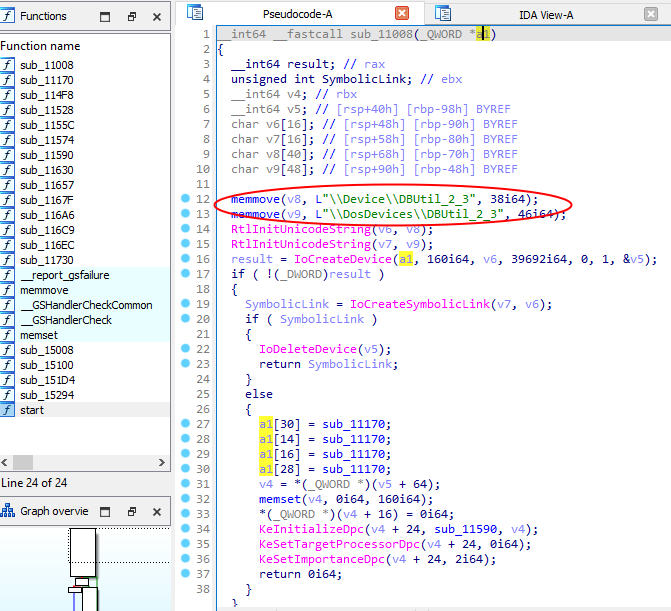 Functions
Function name
sub_11008
sub_11170
sub_114F8
sub_11528
sub_1155C
sub_11574
sub_11590
sub_11630
sub_11657
sub_1167F
sub_116A6
sub_116C9
sub_116EC
sub_11730
__report_gsfailure
memmove
__GSHandlerCheckCommon
__GSHandlerCheck
memset
sub_15008
sub_15100
sub_151D4
sub_15294
start
Line 24 of 24
Graph overvie
Pseudocode-A
IDA View-A
1 __int64 __fastcall sub_11008(_QWORD *a1)
2 {
3 __int64 result; // rax
4 unsigned int SymbolicLink; // ebx
5 __int64 v4; // rbx
6 __int64 v5; // [rsp+40h] [rbp-98h] BYREF
7 char v6[16]; // [rsp+48h] [rbp-90h] BYREF
8 char v7[16]; // [rsp+58h] [rbp-80h] BYREF
9 char v8[40]; // [rsp+68h] [rbp-70h] BYREF
10 char v9[48]; // [rsp+90h] [rbp-48h] BYREF
11
12 memmove(v8, L"\\Device\\DBUtil_2_3", 38i64);
13 memmove(v9, L"\\DosDevices\\DBUtil_2_3", 46i64);
14 RtlInitUnicodeString(v6, v8);
15 RtlInitUnicodeString(v7, v9);
16 result = IoCreateDevice(a1, 160i64, v6, 39692i64, 0, 1, &v5);
17 if ( !(_DWORD)result )
18 {
19 SymbolicLink = IoCreateSymbolicLink(v7, v6);
20 if ( SymbolicLink )
21 {
22 IoDeleteDevice(v5);
23 return SymbolicLink;
24 }
25 else
26 {
27 a1[30] = sub_11170;
28 a1[14] = sub_11170;
29 a1[16] = sub_11170;
30 a1[28] = sub_11170;
31 v4 = *(_QWORD *)(v5 + 64);
32 memset(v4, 0i64, 160i64);
33 *(_QWORD *)(v4 + 16) = 0i64;
34 KeInitializeDpc(v4 + 24, sub_11590, v4);
35 KeSetTargetProcessorDpc(v4 + 24, 0i64);
36 KeSetImportanceDpc(v4 + 24, 2i64);
37 return 0i64;
38 }
}